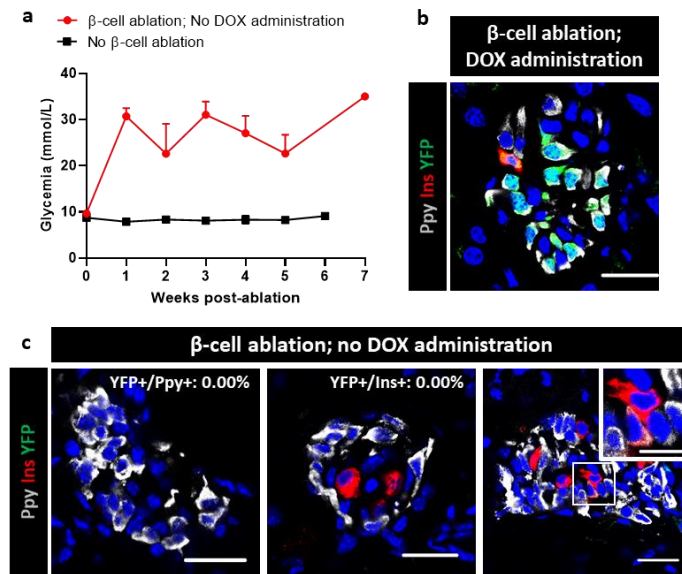 a
β-cell ablation; No DOX administration
No β-cell ablation
Glycemia (mmol/L)
40
30
20
10
0
0 1 2 3 4 5 6 7
Weeks post-ablation
b
β-cell ablation;
DOX administration
Ppy Ins YFP
c
β-cell ablation; no DOX administration
Ppy Ins YFP
YFP+/Ppy+: 0.00%
YFP+/Ins+: 0.00%